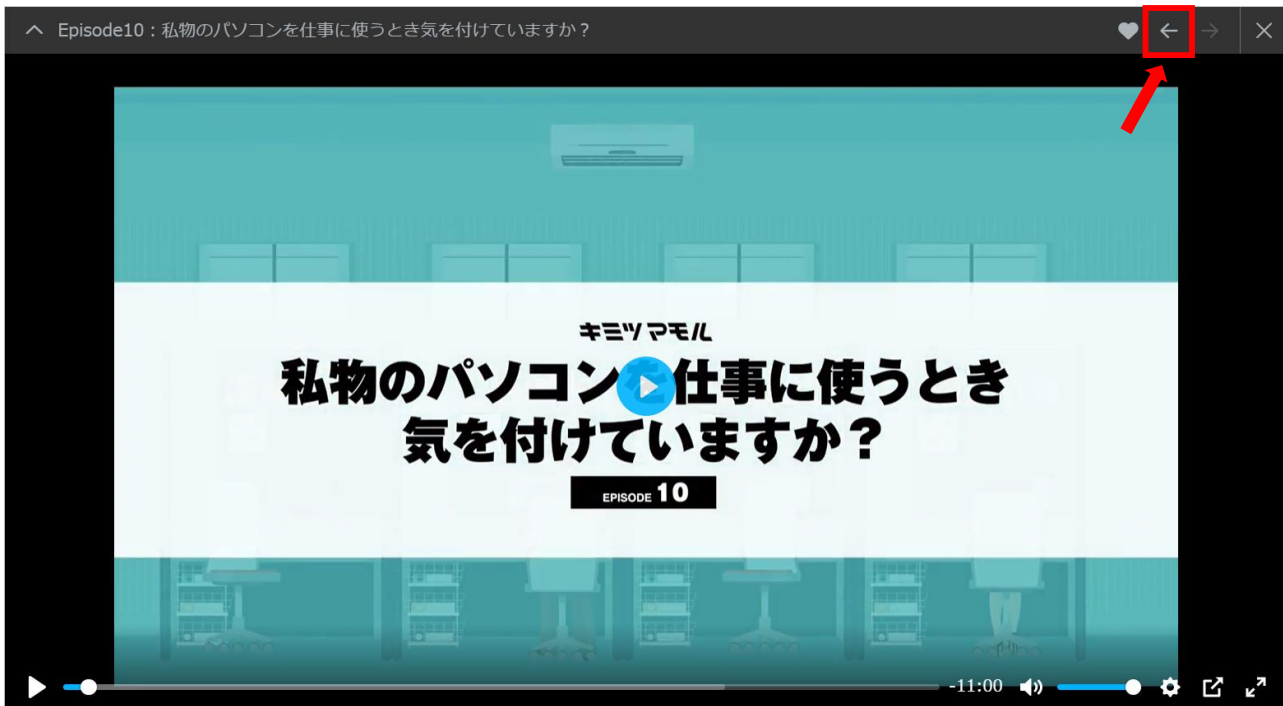 Episode10：私物のパソコンを仕事に使うとき気を付けていますか？
キミツマモル
私物のパソコンを仕事に使うとき
気を付けていますか？
EPISODE 10
-11:00